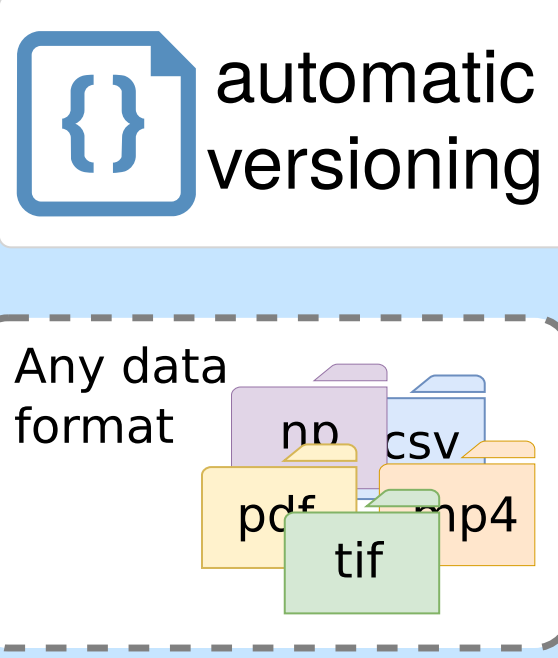 { }
automatic
versioning
Any data
format
np
csv
pdf
mp4
tif